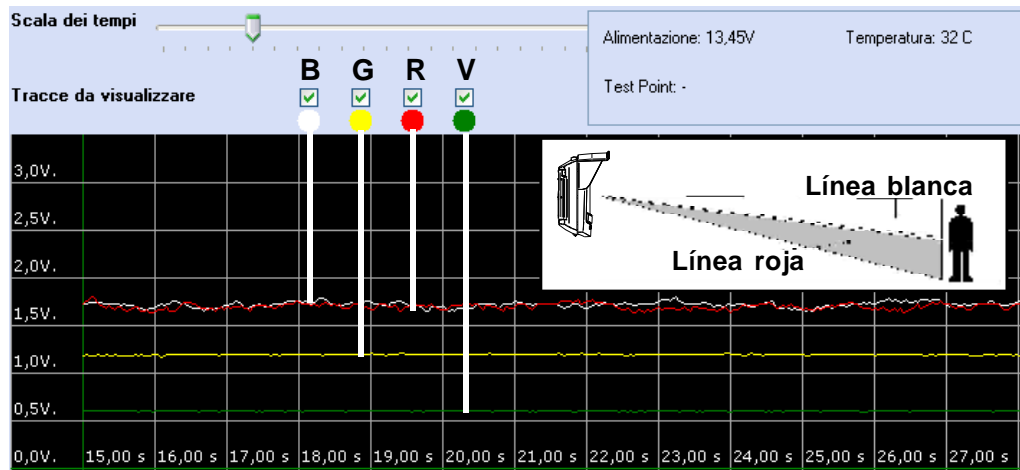 Scala dei tempi
Alimentazione: 13,45V Temperatura: 32 C
B G R V
Test Point: -
Tracce da visualizzare
3,0V.
Línea blanca
2,5V.
Línea roja
2,0V.
1,5V.
1,0V.
0,5V.
0,0V. 15,00 s 16,00 s 17,00 s 18,00 s 19,00 s 20,00 s 21,00 s 22,00 s 23,00 s 24,00 s 25,00 s 26,00 s 27,00 s